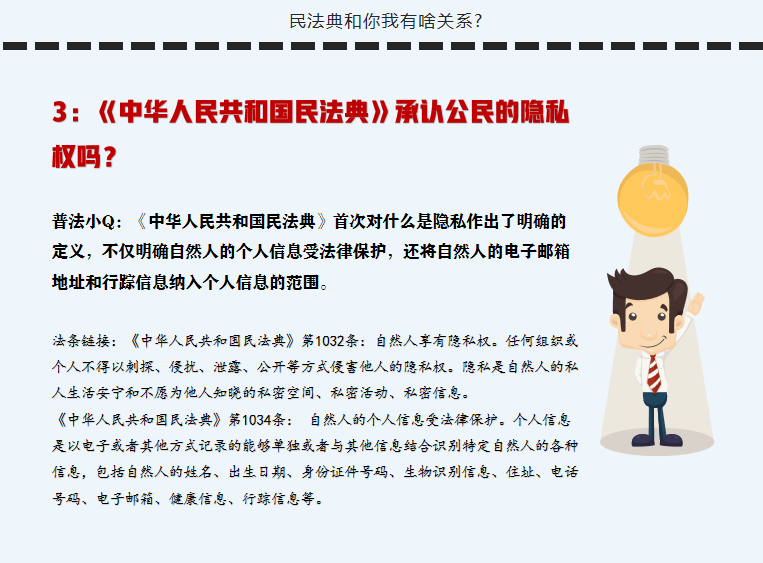 民法典和你我有啥关系?
3：《中华人民共和国民法典》承认公民的隐私
权吗？
普法小Q：《中华人民共和国民法典》首次对什么是隐私作出了明确的
定义，不仅明确自然人的个人信息受法律保护，还将自然人的电子邮箱
地址和行踪信息纳入个人信息的范围。
法条链接：《中华人民共和国民法典》第1032条：自然人享有隐私权。任何组织或
个人不得以刺探、侵扰、泄露、公开等方式侵害他人的隐私权。隐私是自然人的私
人生活安宁和不愿为他人知晓的私密空间、私密活动、私密信息。
《中华人民共和国民法典》第1034条： 自然人的个人信息受法律保护。个人信息
是以电子或者其他方式记录的能够单独或者与其他信息结合识别特定自然人的各种
信息，包括自然人的姓名、出生日期、身份证件号码、生物识别信息、住址、电话
号码、电子邮箱、健康信息、行踪信息等。